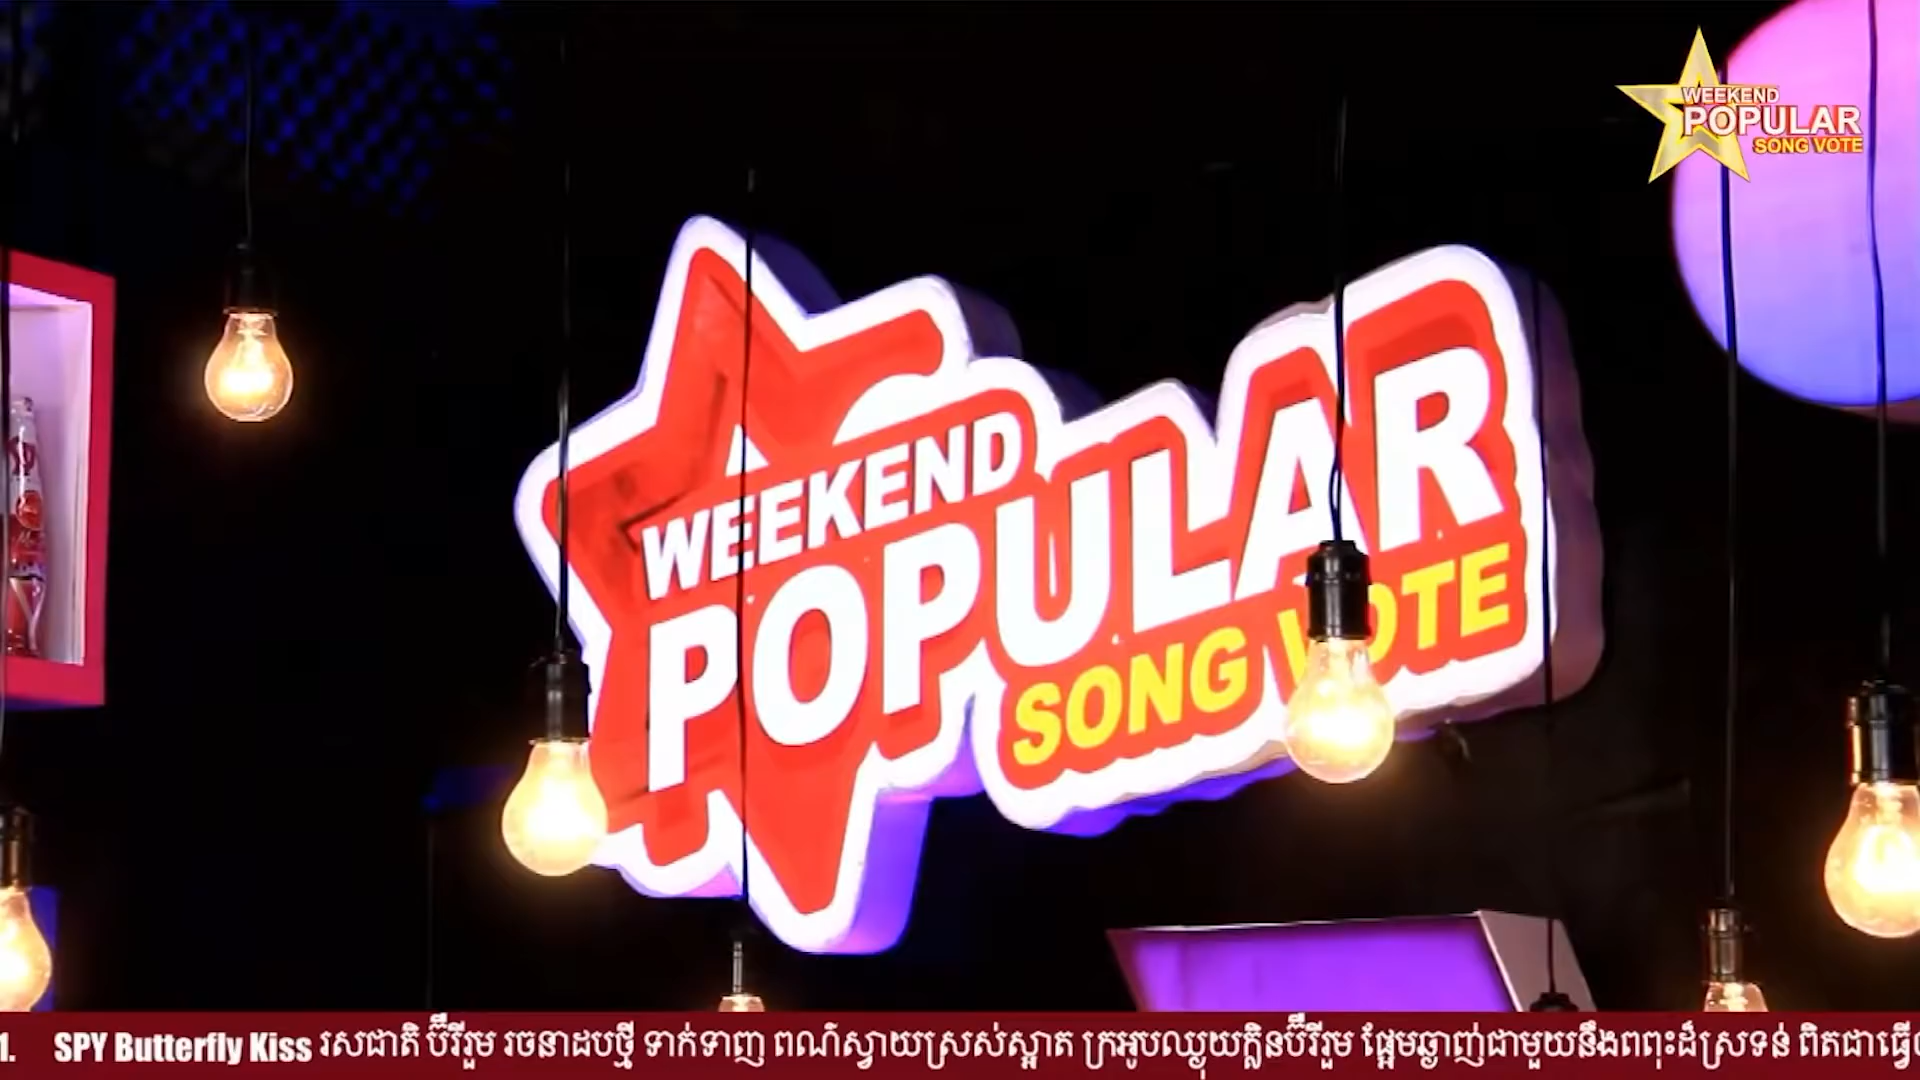 WEEKEND
POPULAR
SONG VOTE
WEEKEND
POPULAR
SONG VOTE
1. SPY Butterfly Kiss រសជាតិ ប៊ឺរីរួម រចនាដបថ្មី ទាក់ទាញ ពណ៌ស្វាយស្រស់ស្អាត ក្រអូបឈ្ងុយក្លិនប៊ឺរីរួម ផ្អែមឆ្ងាញ់ជាមួយនឹងពពុះដ៏ស្រទន់ ពិតជាធ្វើ